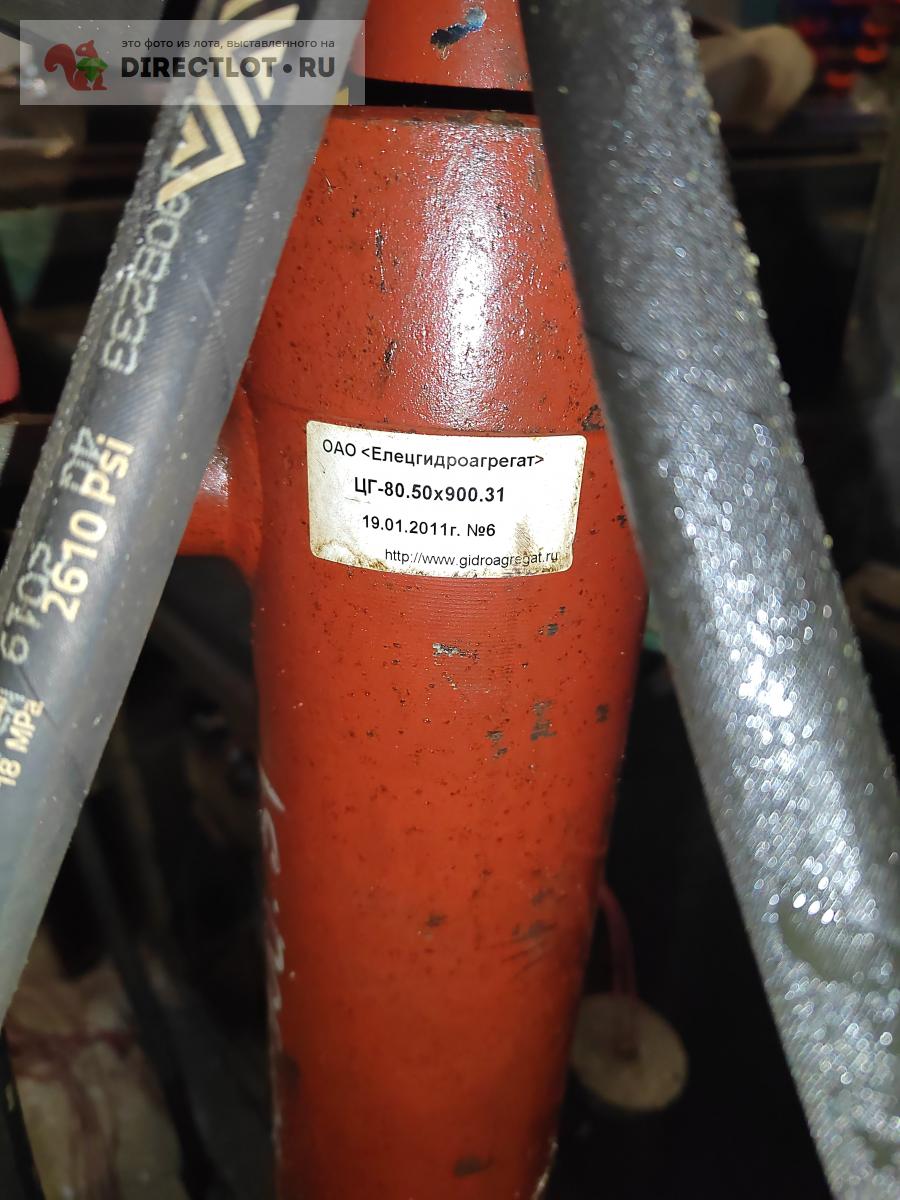 это фото из лота, выставленного на
DIRECTLOT.RU
ОАО <Елецгидроагрегат>
ЦГ-80.50х900.31
19.01.2011г. №6
http://www.gidroagregat.ru
2610 psi
2019
18 MPa